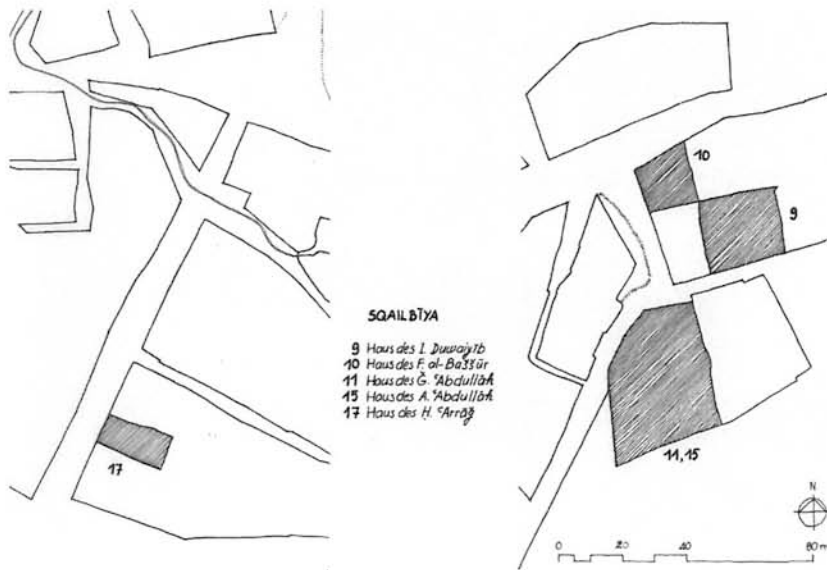 SQAILBĪYA
9 Haus des I. Duwaiyib
10 Haus des F. al-Baššūr
11 Haus des Ǧ. ʿAbdullāh
15 Haus des A. ʿAbdullāh
17 Haus des H. ʿArrāǧ
10
9
17
11,15
N
0 20 40 80 m